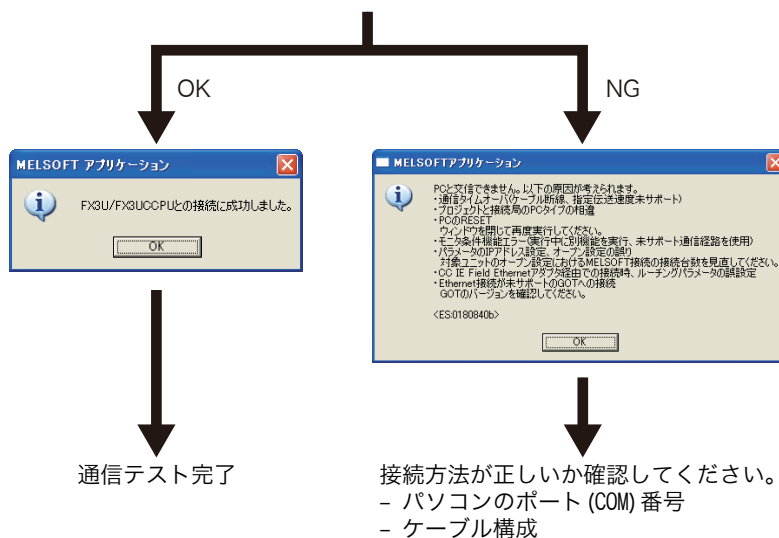 OK
NG
MELSOFT アプリケーション
FX3U/FX3UCCPUとの接続に成功しました。
OK
MELSOFTアプリケーション
PCと交信できません。以下の原因が考えられます。
・通信タイムオーバ(ケーブル断線、指定伝送速度未サポート)
・プロジェクトと接続局のPCタイプの相違
・PCのRESET
ウィンドウを閉じて再度実行してください。
・モニタ条件機能エラー(実行中に別機能を実行、未サポート通信経路を使用)
・パラメータのIPアドレス設定、オープン設定の誤り
対象ユニットのオープン設定におけるMELSOFT接続の接続台数を見直してください。
・CC IE Field Ethernetアダプタ経由での接続時、ルーチングパラメータの誤設定
・Ethernet接続が未サポートのGOTへの接続
GOTのバージョンを確認してください。
<ES:0180840b>
OK
通信テスト完了
接続方法が正しいか確認してください。
– パソコンのポート (COM) 番号
– ケーブル構成